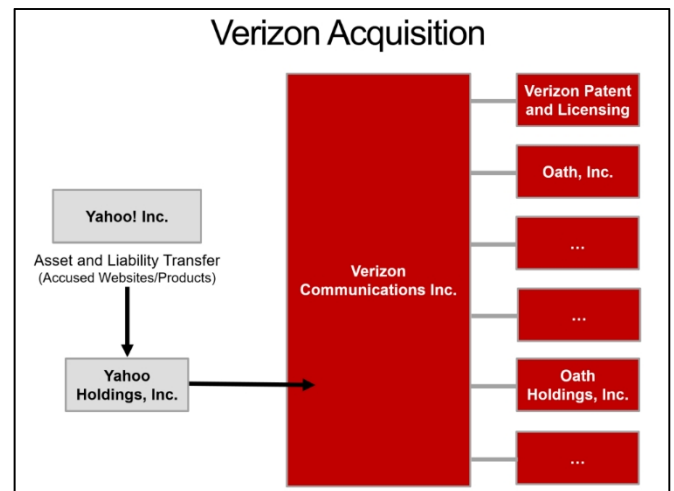 Verizon Acquisition
Verizon Patent
and Licensing
Oath, Inc.
Yahoo! Inc.
Asset and Liability Transfer
(Accused Websites/Products)
...
Verizon
Communications Inc.
...
Yahoo
Holdings, Inc.
Oath
Holdings, Inc.
...